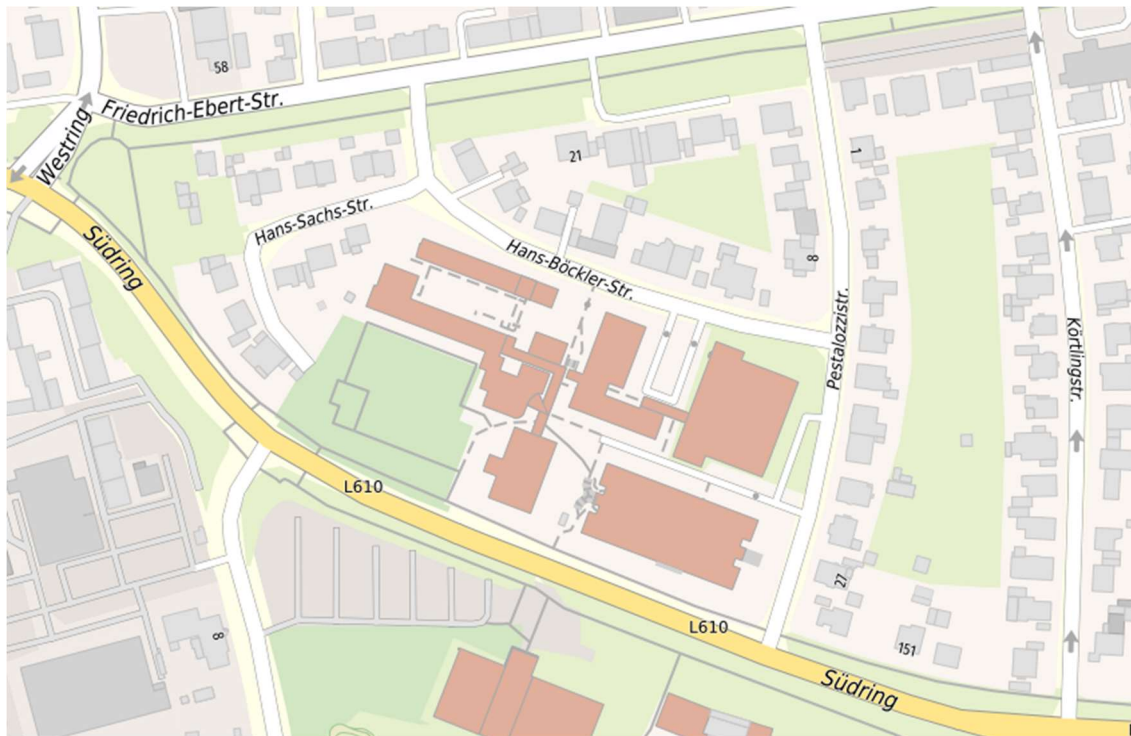 58
Friedrich-Ebert-Str.
Westring
21
1
Hans-Sachs-Str.
Südring
Hans-Böckler-Str.
8
Pestalozzistr.
Körtlingstr.
L610
27
8
L610
151
Südring